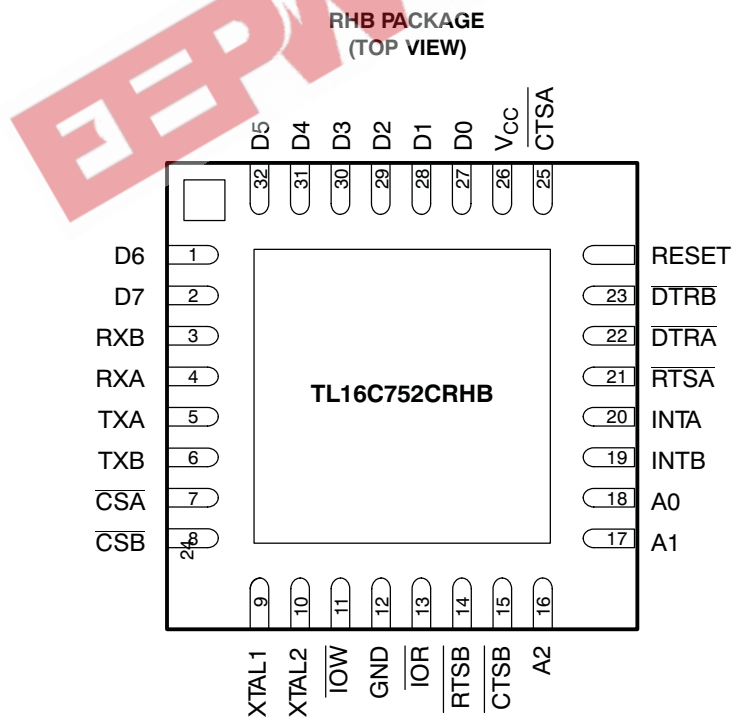 EEPW
RHB PACKAGE
(TOP VIEW)
D5 D4 D3 D2 D1 D0 VCC CTSA
32 31 30 29 28 27 26 25
D6 1 RESET
D7 2 23 DTRB
RXB 3 22 DTRA
RXA 4 21 RTSA
TL16C752CRHB
TXA 5 20 INTA
TXB 6 19 INTB
CSA 7 18 A0
CSB 8 24 17 A1
9 10 11 12 13 14 15 16
XTAL1 XTAL2 IOW GND IOR RTSB CTSB A2